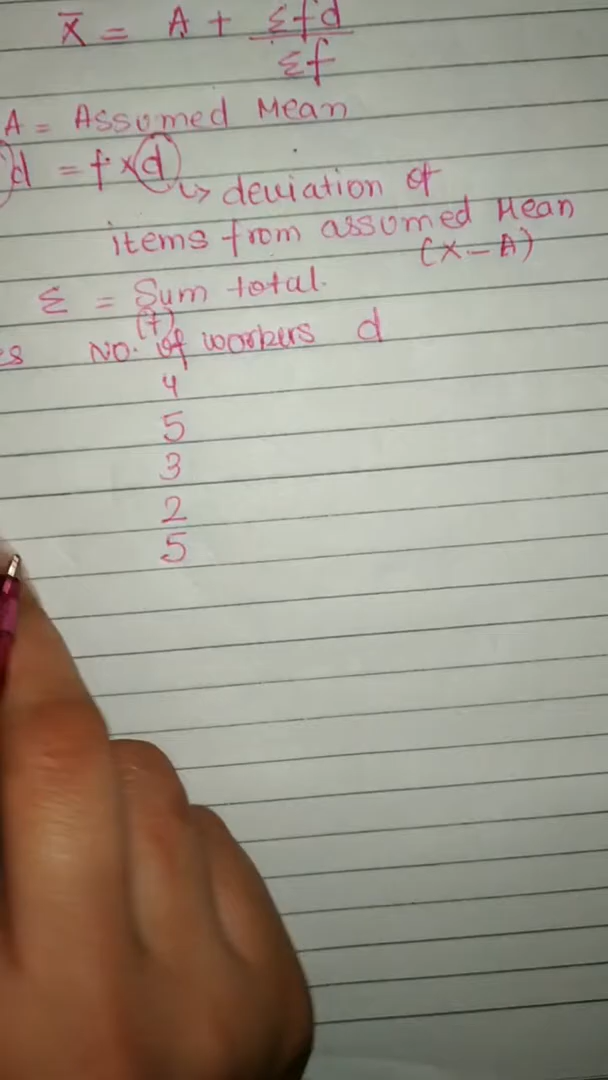 x̄ = A + Σfd
Σf
A = Assumed Mean
d = f×d
↳ deviation of
items from assumed Mean
(X-A)
Σ = Sum total.
(f)
es No. of workers d
4
5
3
2
5